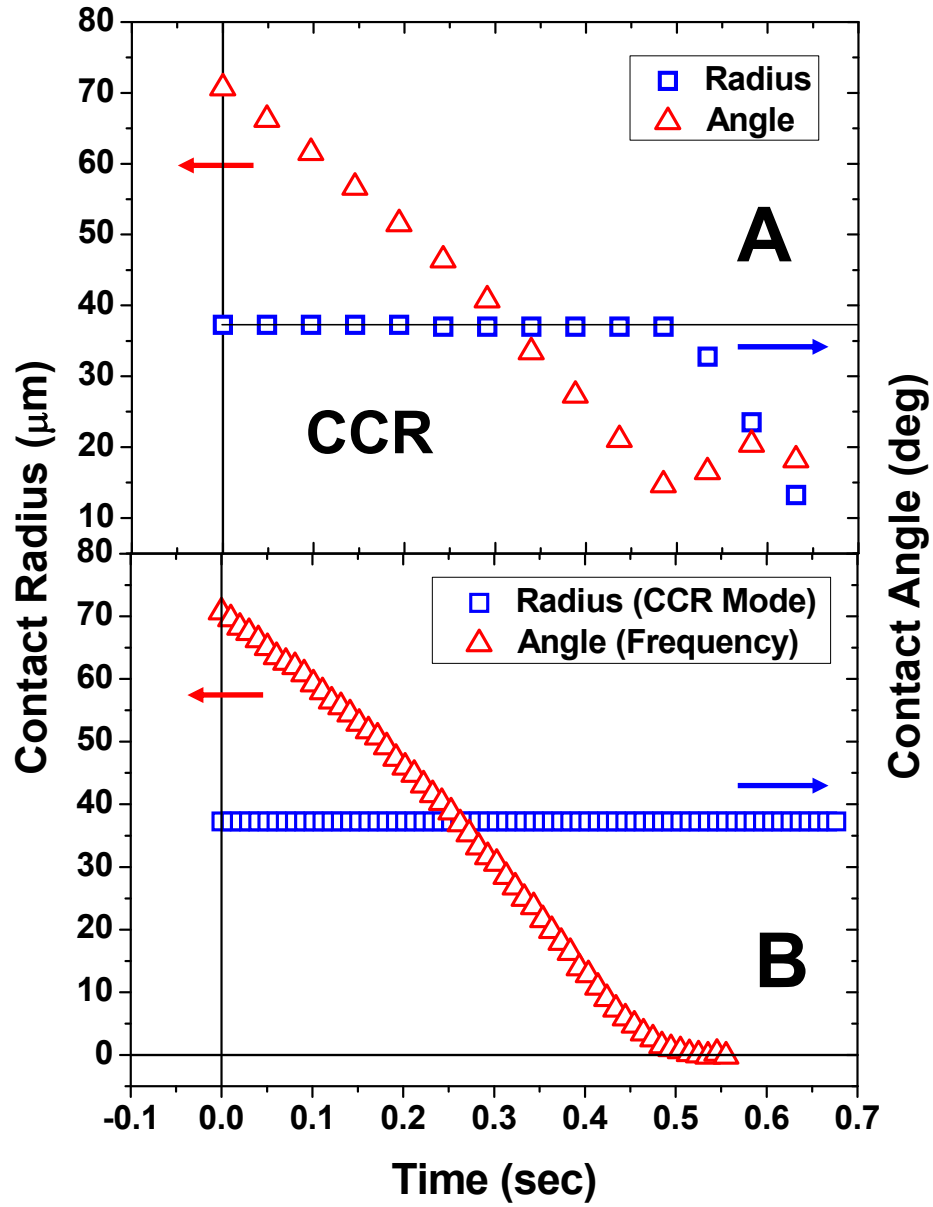 80
70
60
50
40
30
20
10
Radius
Angle
A
CCR
80
70
60
50
40
30
20
10
0
Radius (CCR Mode)
Angle (Frequency)
B
-0.1 0.0 0.1 0.2 0.3 0.4 0.5 0.6 0.7
Time (sec)
Contact Radius (μm)
Contact Angle (deg)